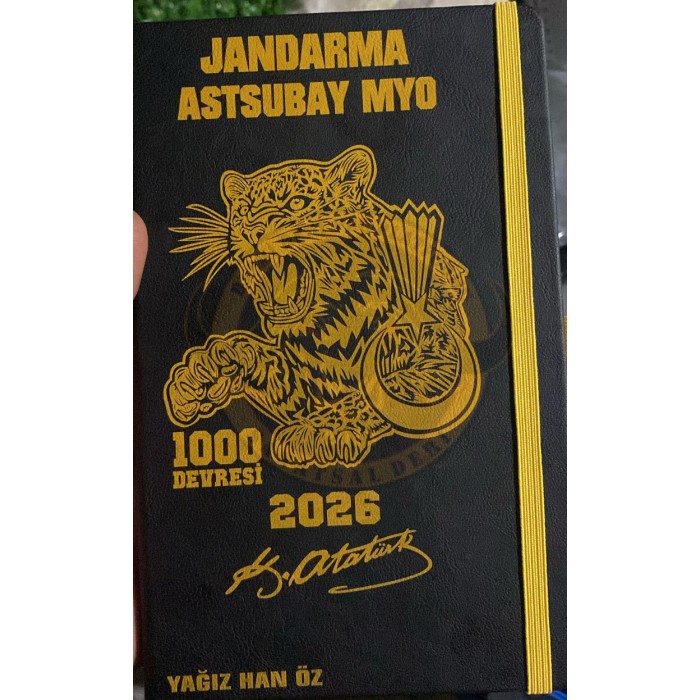 JANDARMA
ASTSUBAY MYO
1000
DEVRESİ
2026
K. Atatürk
YAĞIZ HAN ÖZ